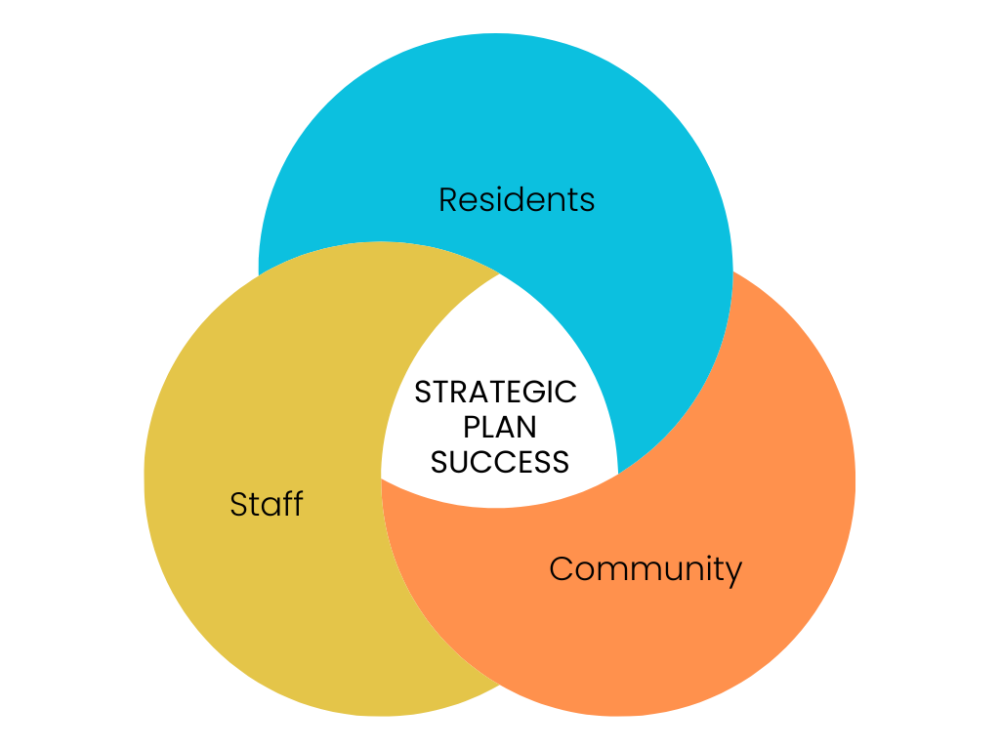 Residents
STRATEGIC
PLAN
SUCCESS
Staff
Community